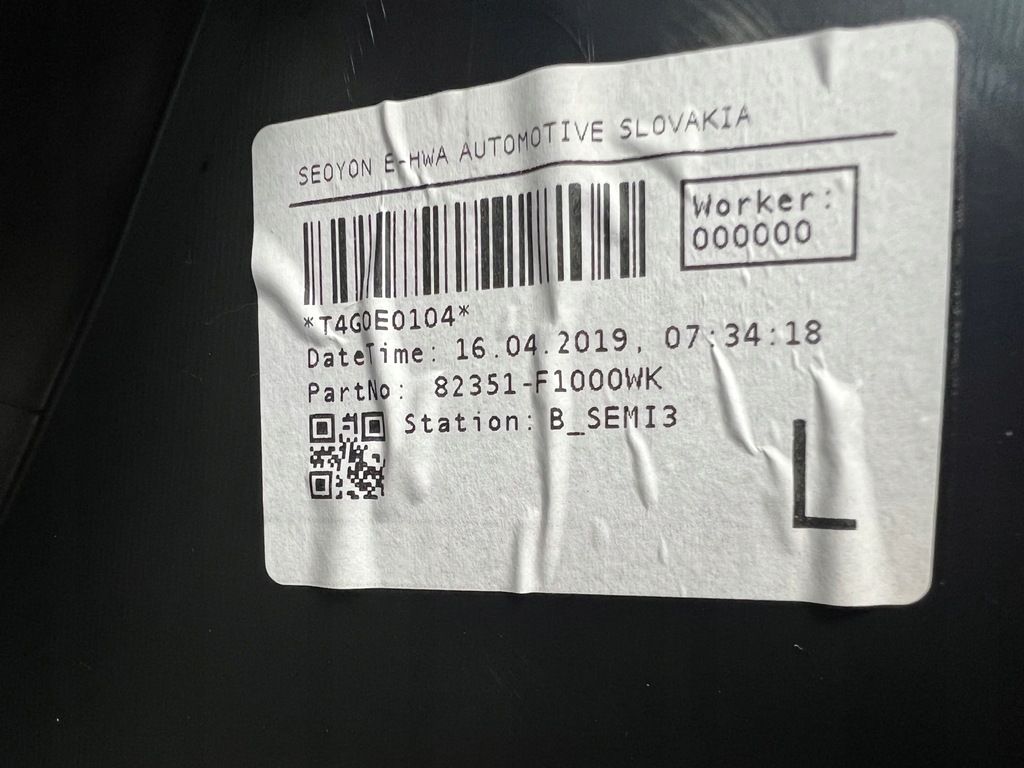 SEOYON E-HWA AUTOMOTIVE SLOVAKIA
Worker:
000000
*T4G0E0104*
DateTime: 16.04.2019, 07:34:18
PartNo: 82351-F1000WK
Station: B_SEMI3
L